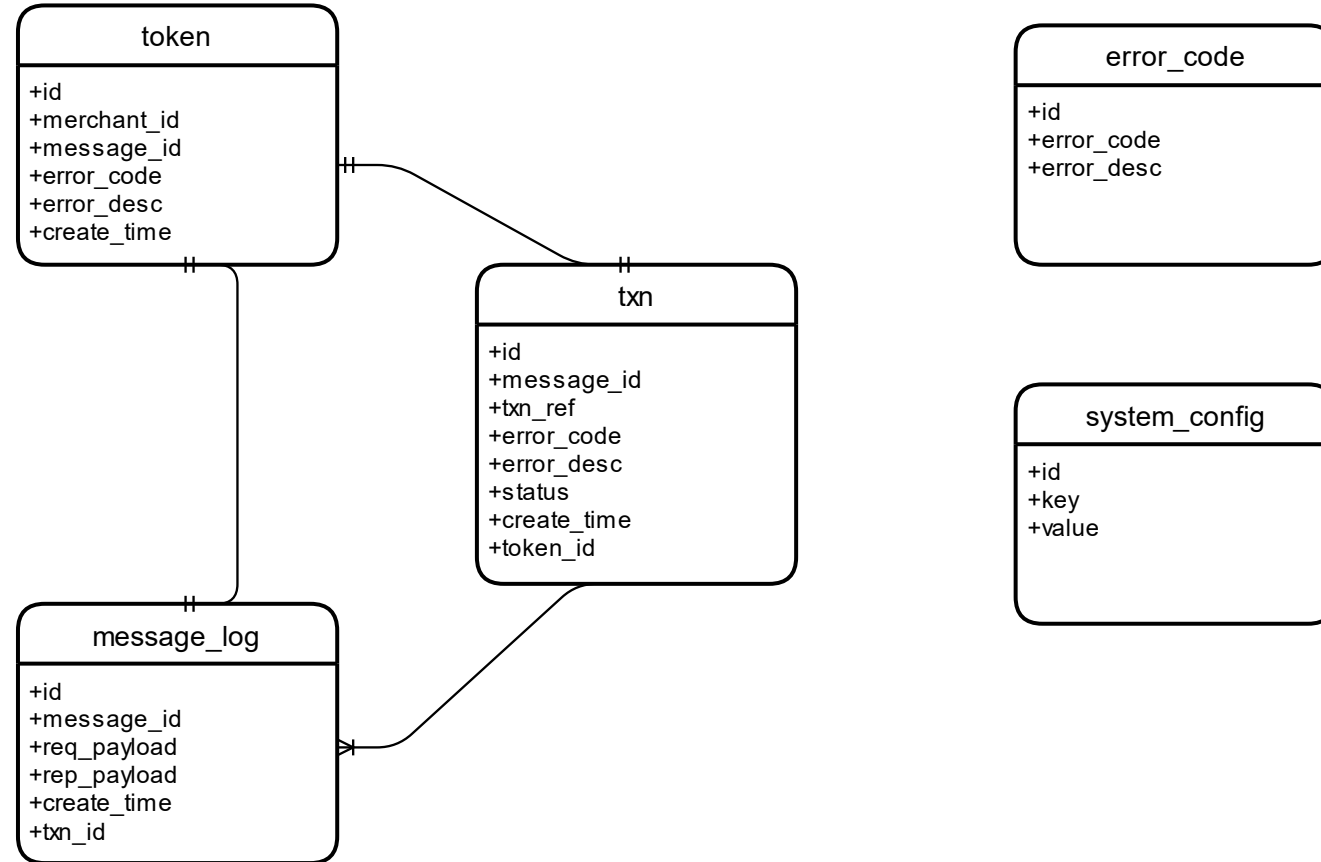 token
+id
+merchant_id
+message_id
+error_code
+error_desc
+create_time
txn
+id
+message_id
+txn_ref
+error_code
+error_desc
+status
+create_time
+token_id
message_log
+id
+message_id
+req_payload
+rep_payload
+create_time
+txn_id
error_code
+id
+error_code
+error_desc
system_config
+id
+key
+value